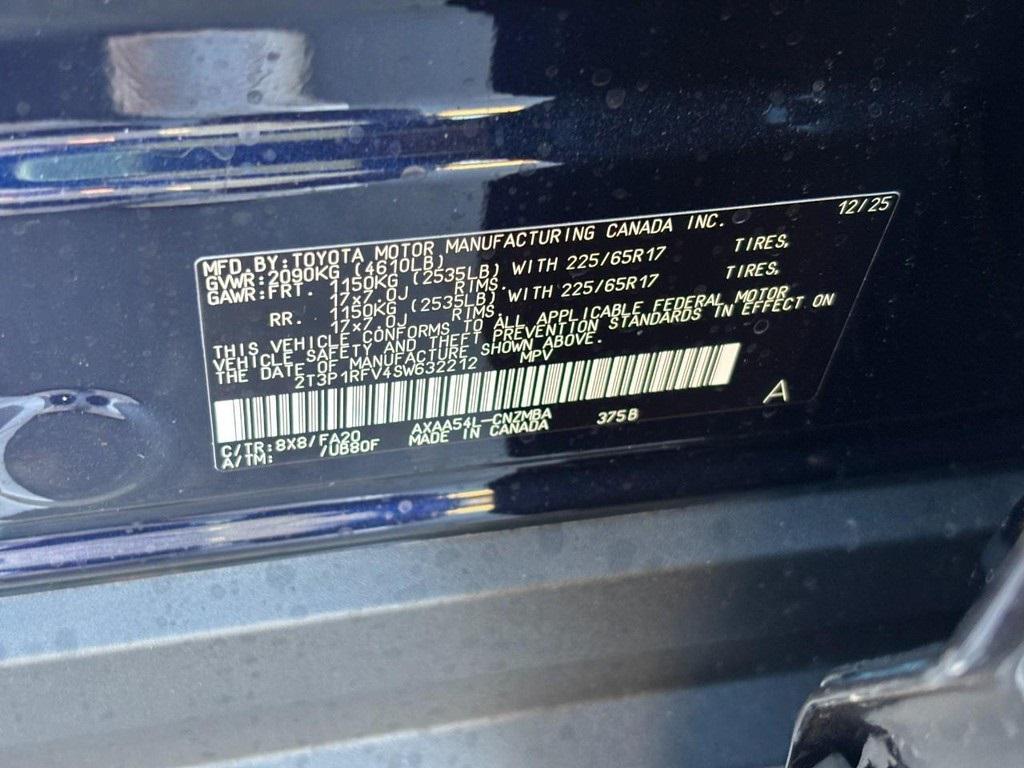 12/25
MFD.BY:TOYOTA MOTOR MANUFACTURING CANADA INC.
GVWR:2090KG (4610LB)
GAWR:FRT. 1150KG (2535LB) WITH 225/65R17 TIRES,
17x7.0J RIMS.
RR. 1150KG (2535LB) WITH 225/65R17 TIRES,
17x7.0J RIMS.
THIS VEHICLE CONFORMS TO ALL APPLICABLE FEDERAL MOTOR
VEHICLE SAFETY AND THEFT PREVENTION STANDARDS IN EFFECT ON
THE DATE OF MANUFACTURE SHOWN ABOVE.
2T3P1RFV4SW632212 MPV
C/TR:8X8/FA20 AXAA54L-CNZMBA 375B A
A/TM: /UB80F MADE IN CANADA